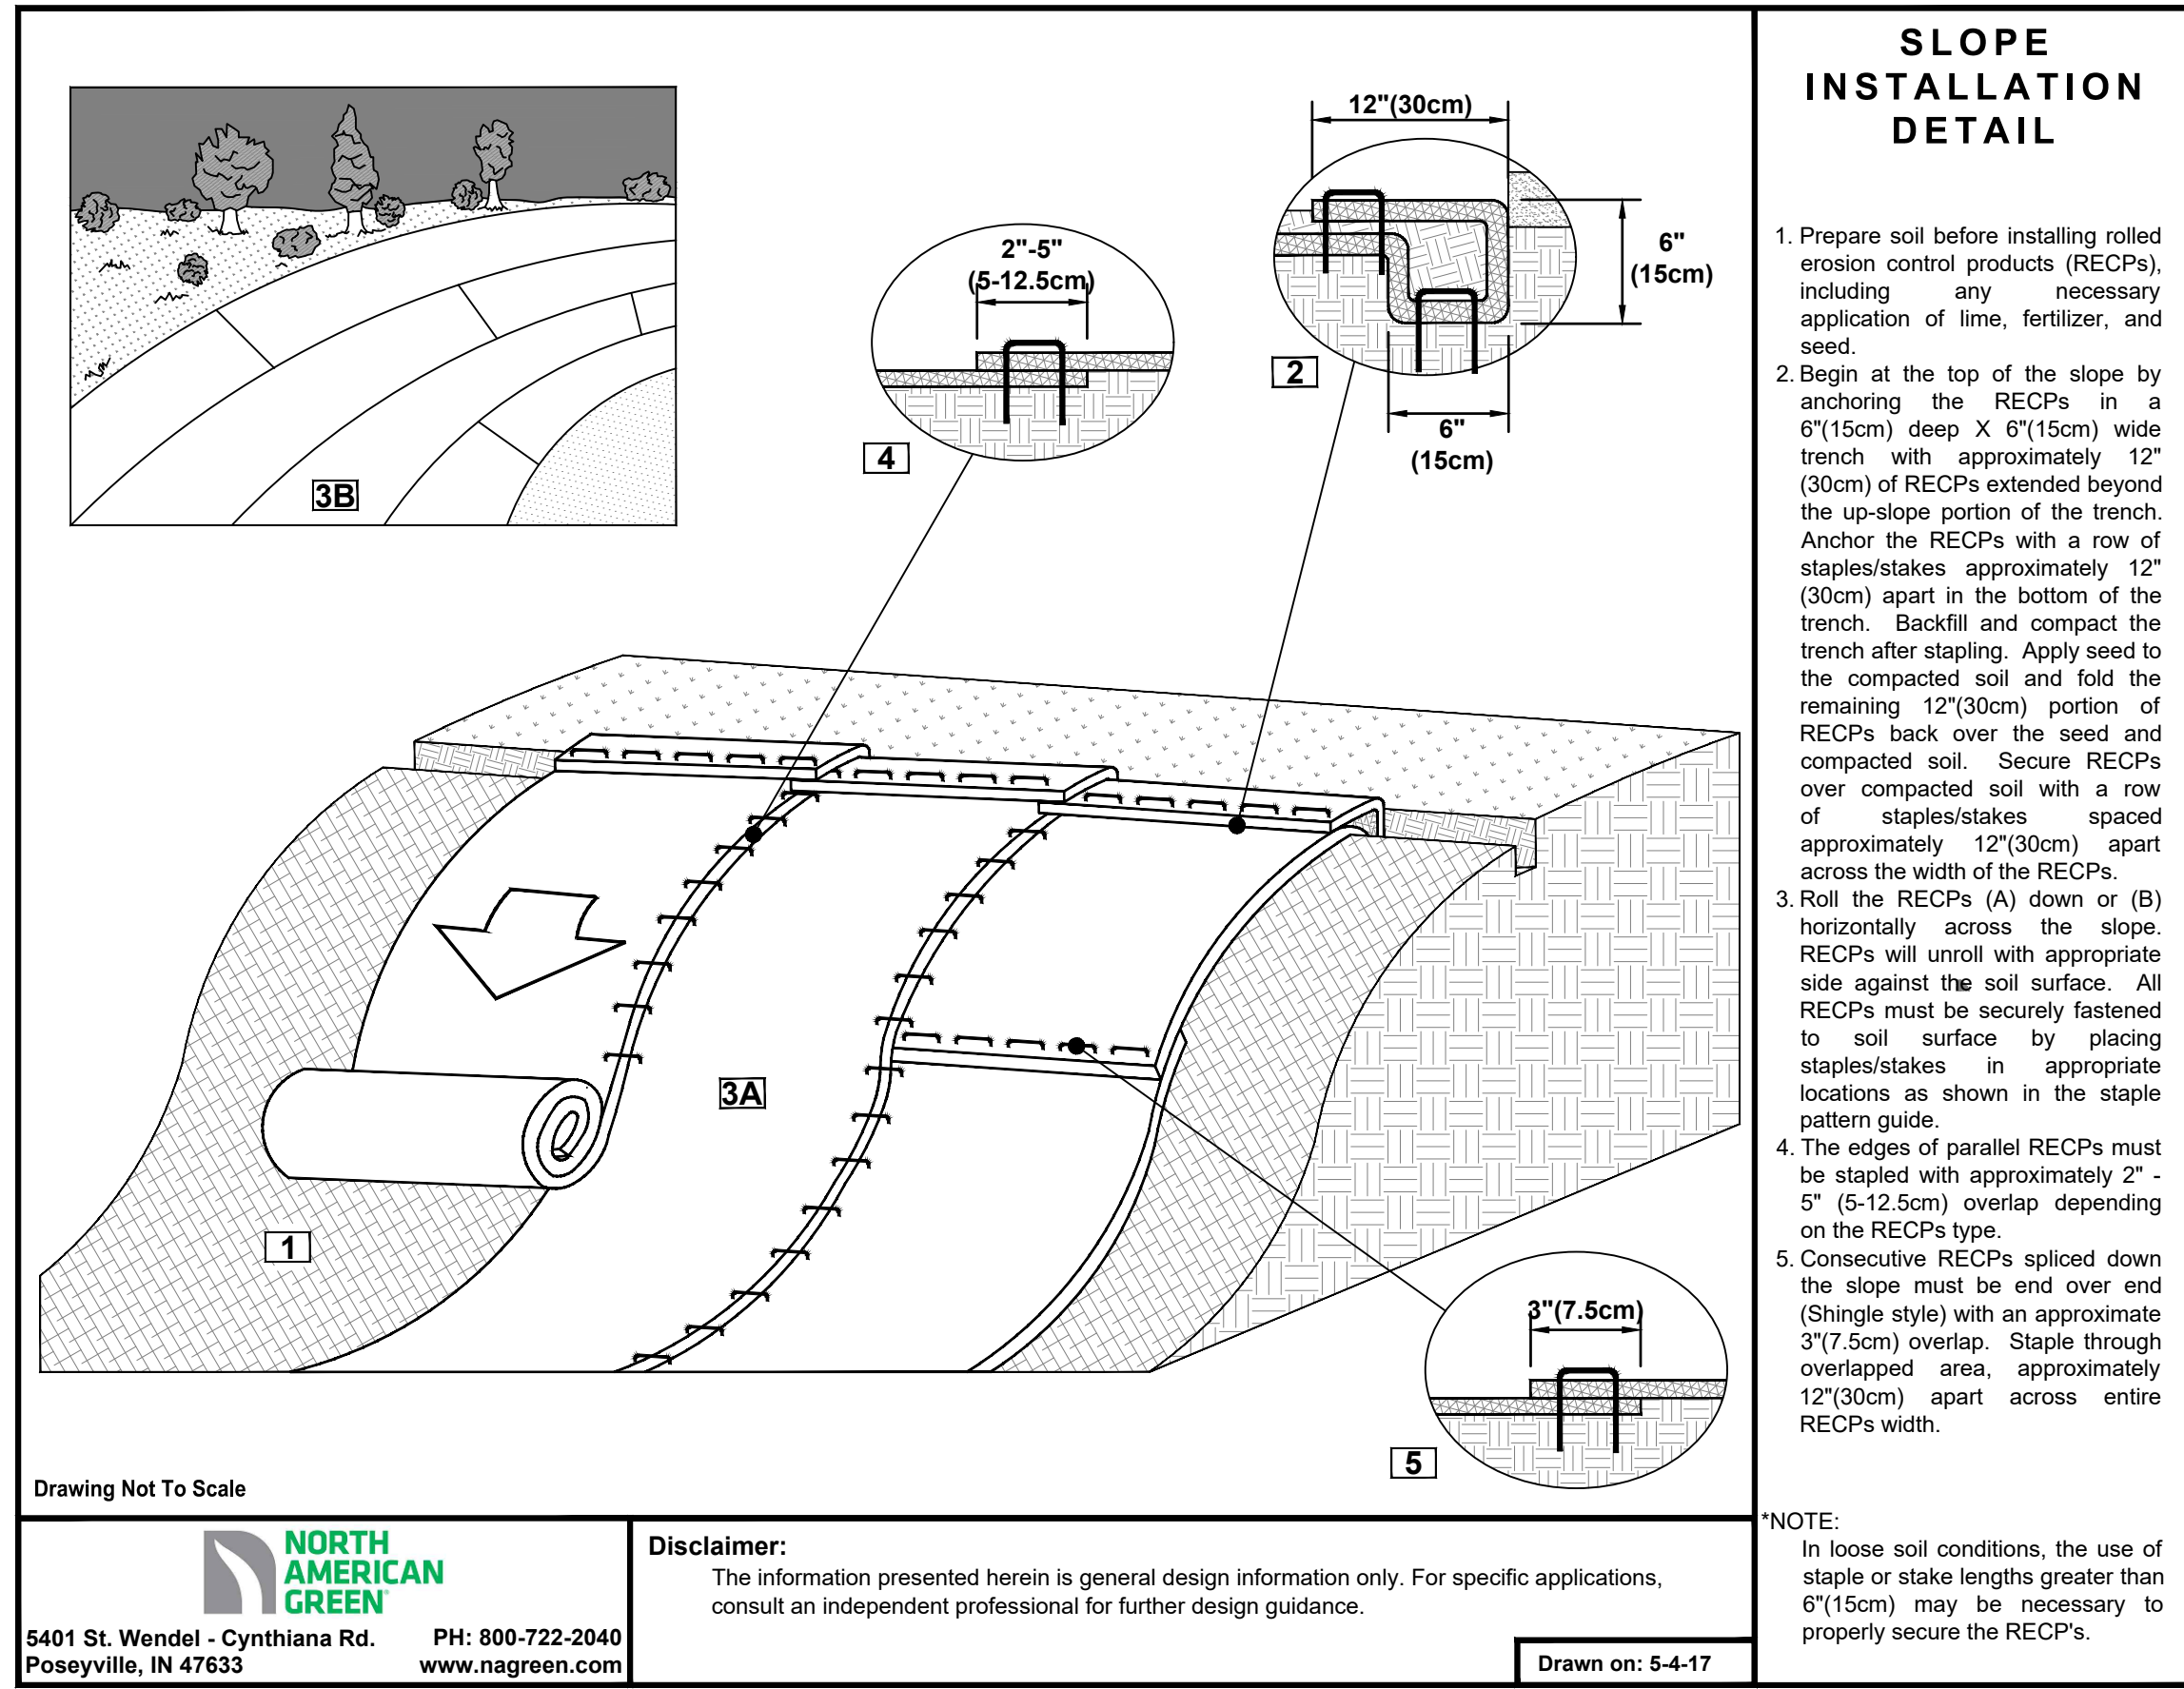 SLOPE
INSTALLATION
DETAIL
12"(30cm)
6"
(15cm)
2"-5"
(5-12.5cm)
2
6"
(15cm)
4
3B
3A
1
3"(7.5cm)
5
Drawing Not To Scale
1. Prepare soil before installing rolled
erosion control products (RECPs),
including any necessary
application of lime, fertilizer, and
seed.
2. Begin at the top of the slope by
anchoring the RECPs in a
6"(15cm) deep X 6"(15cm) wide
trench with approximately 12"
(30cm) of RECPs extended beyond
the up-slope portion of the trench.
Anchor the RECPs with a row of
staples/stakes approximately 12"
(30cm) apart in the bottom of the
trench. Backfill and compact the
trench after stapling. Apply seed to
the compacted soil and fold the
remaining 12"(30cm) portion of
RECPs back over the seed and
compacted soil. Secure RECPs
over compacted soil with a row
of staples/stakes spaced
approximately 12"(30cm) apart
across the width of the RECPs.
3. Roll the RECPs (A) down or (B)
horizontally across the slope.
RECPs will unroll with appropriate
side against the soil surface. All
RECPs must be securely fastened
to soil surface by placing
staples/stakes in appropriate
locations as shown in the staple
pattern guide.
4. The edges of parallel RECPs must
be stapled with approximately 2" -
5" (5-12.5cm) overlap depending
on the RECPs type.
5. Consecutive RECPs spliced down
the slope must be end over end
(Shingle style) with an approximate
3"(7.5cm) overlap. Staple through
overlapped area, approximately
12"(30cm) apart across entire
RECPs width.
*NOTE:
In loose soil conditions, the use of
staple or stake lengths greater than
6"(15cm) may be necessary to
properly secure the RECP's.
NORTH
AMERICAN
GREEN
5401 St. Wendel - Cynthiana Rd. PH: 800-722-2040
Poseyville, IN 47633 www.nagreen.com
Disclaimer:
The information presented herein is general design information only. For specific applications,
consult an independent professional for further design guidance.
Drawn on: 5-4-17